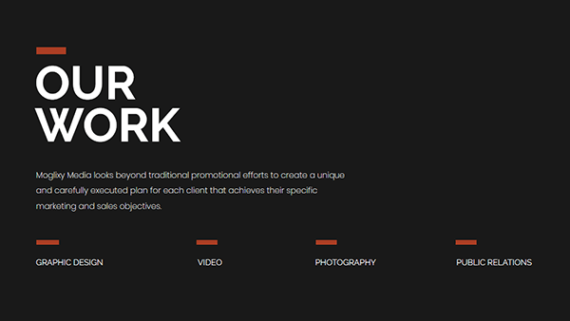 OUR
WORK
Moglixy Media looks beyond traditional promotional efforts to create a unique
and carefully executed plan for each client that achieves their specific
marketing and sales objectives.
GRAPHIC DESIGN
VIDEO
PHOTOGRAPHY
PUBLIC RELATIONS